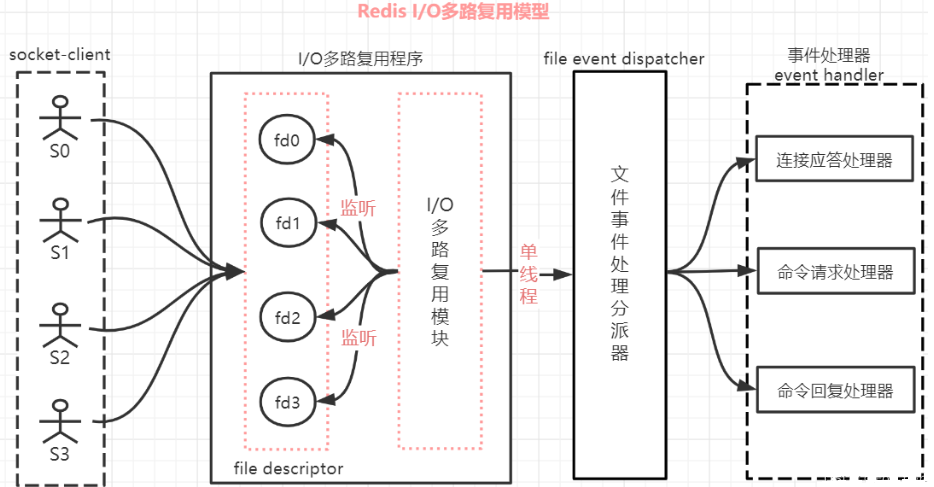 Redis I/O多路复用模型
socket-client
I/O多路复用程序
file event dispatcher
事件处理器
event handler
S0
S1
S2
S3
fd0
fd1
fd2
fd3
监听
监听
file descriptor
I/O
多
路
复
用
模
块
单
线
程
文
件
事
件
处
理
分
派
器
连接应答处理器
命令请求处理器
命令回复处理器